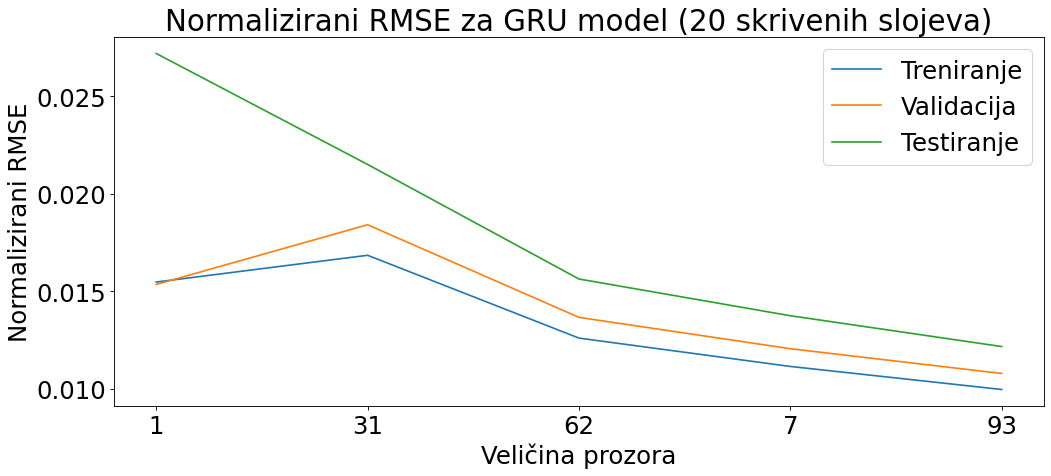 Normalizirani RMSE za GRU model (20 skrivenih slojeva)
Treniranje
Validacija
Testiranje
Normalizirani RMSE
0.025
0.020
0.015
0.010
1 31 62 7 93
Veličina prozora